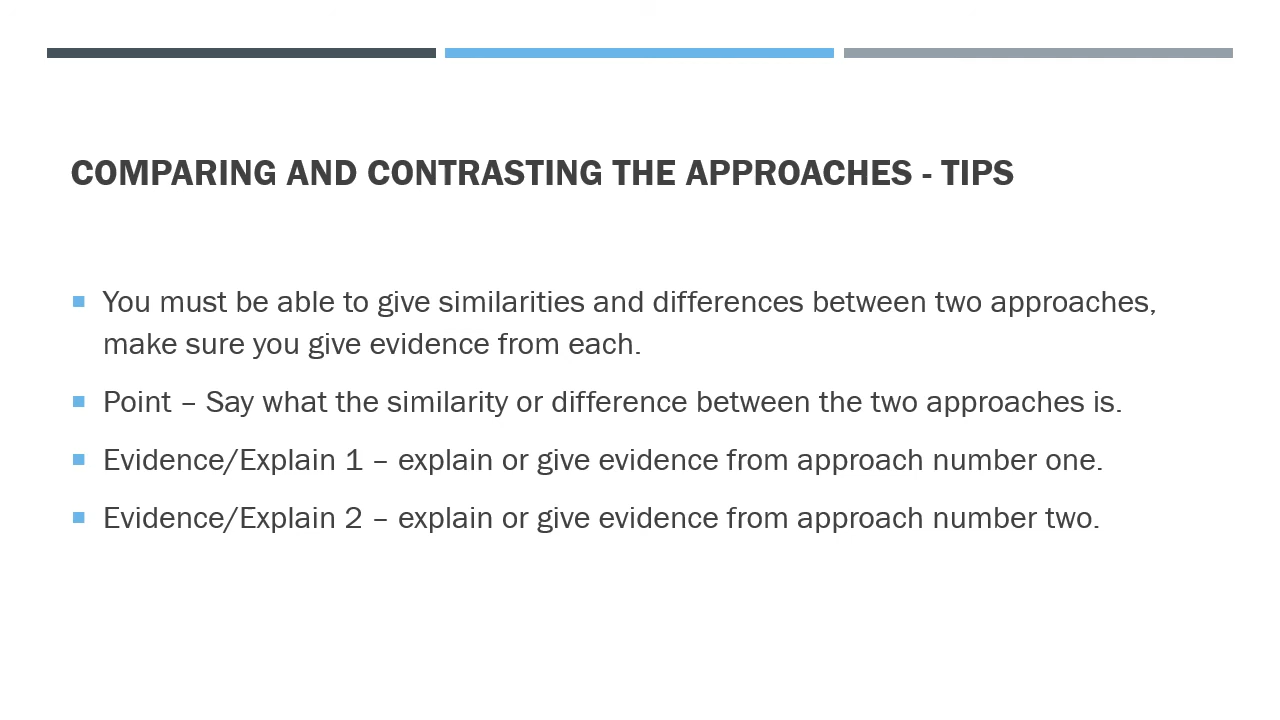 COMPARING AND CONTRASTING THE APPROACHES - TIPS
You must be able to give similarities and differences between two approaches,
make sure you give evidence from each.
Point – Say what the similarity or difference between the two approaches is.
Evidence/Explain 1 – explain or give evidence from approach number one.
Evidence/Explain 2 – explain or give evidence from approach number two.